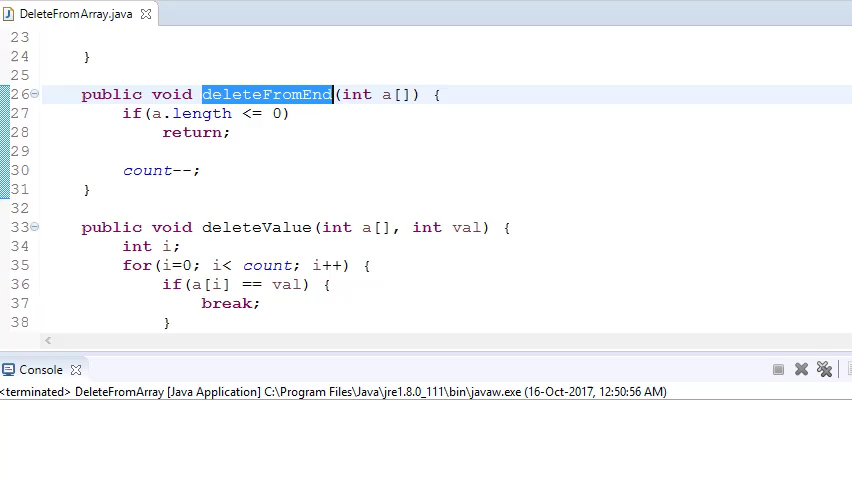 DeleteFromArray.java
23
24 }
25
26 public void deleteFromEnd(int a[]) {
27 if(a.length <= 0)
28 return;
29
30 count--;
31 }
32
33 public void deleteValue(int a[], int val) {
34 int i;
35 for(i=0; i< count; i++) {
36 if(a[i] == val) {
37 break;
38 }
Console
<terminated> DeleteFromArray [Java Application] C:\Program Files\Java\jre1.8.0_111\bin\javaw.exe (16-Oct-2017, 12:50:56 AM)